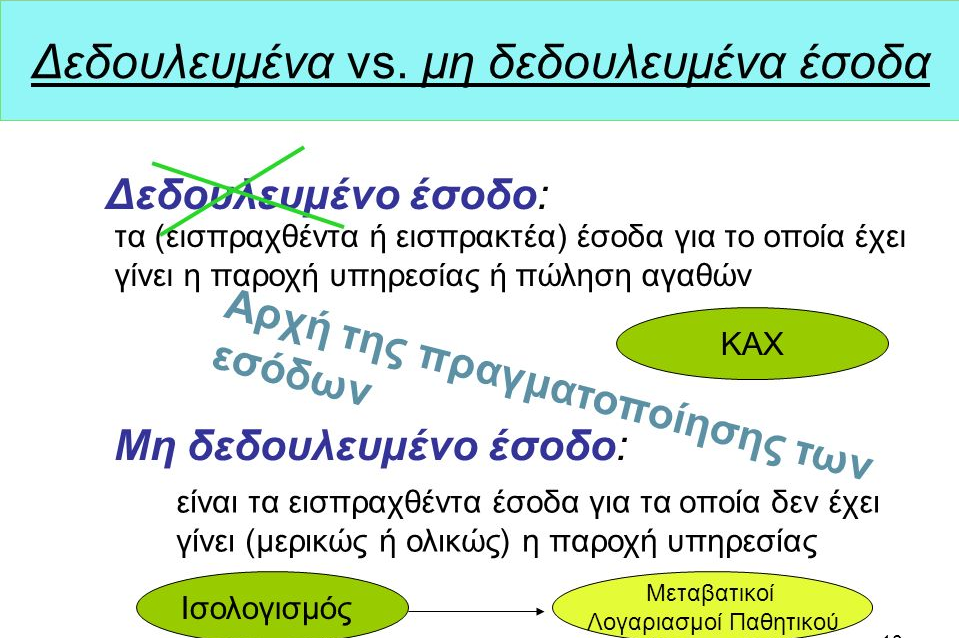 Δεδουλευμένα vs. μη δεδουλευμένα έσοδα
Δεδουλευμένο έσοδο:
τα (εισπραχθέντα ή εισπρακτέα) έσοδα για το οποία έχει
γίνει η παροχή υπηρεσίας ή πώληση αγαθών
ΚΑΧ
Αρχή της πραγματοποίησης των
εσόδων
Μη δεδουλευμένο έσοδο:
είναι τα εισπραχθέντα έσοδα για τα οποία δεν έχει
γίνει (μερικώς ή ολικώς) η παροχή υπηρεσίας
Ισολογισμός
Μεταβατικοί
Λογαριασμοί Παθητικού